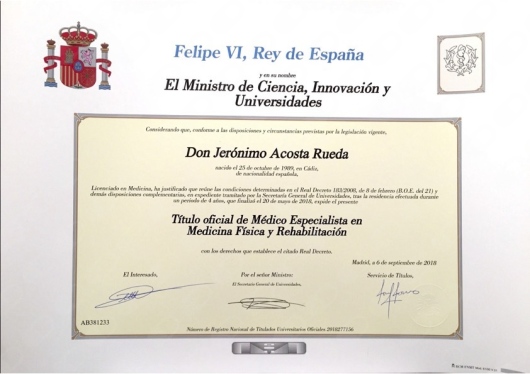 Felipe VI, Rey de España
y en su nombre
El Ministro de Ciencia, Innovación y
Universidades
Considerando que, conforme a las disposiciones y circunstancias previstas por la legislación vigente,
Don Jerónimo Acosta Rueda
nacido el 25 de octubre de 1989, en Cádiz,
de nacionalidad española,
Licenciado en Medicina, ha justificado que reúne las condiciones determinadas en el Real Decreto 183/2008, de 8 de febrero (B.O.E. del 21) y
demás disposiciones complementarias, en expediente tramitado por la Secretaría General de Universidades, tras la residencia efectuada durante
un período de 4 años, que finalizó el 20 de mayo de 2018, expide el presente
Título oficial de Médico Especialista en
Medicina Física y Rehabilitación
con los derechos que establece el citado Real Decreto.
Madrid, a 6 de septiembre de 2018
El Interesado,
Por el señor Ministro:
Servicio de Títulos,
El Secretario General de Universidades,
AB381233
Número de Registro Nacional de Titulados Universitarios Oficiales 2018277156